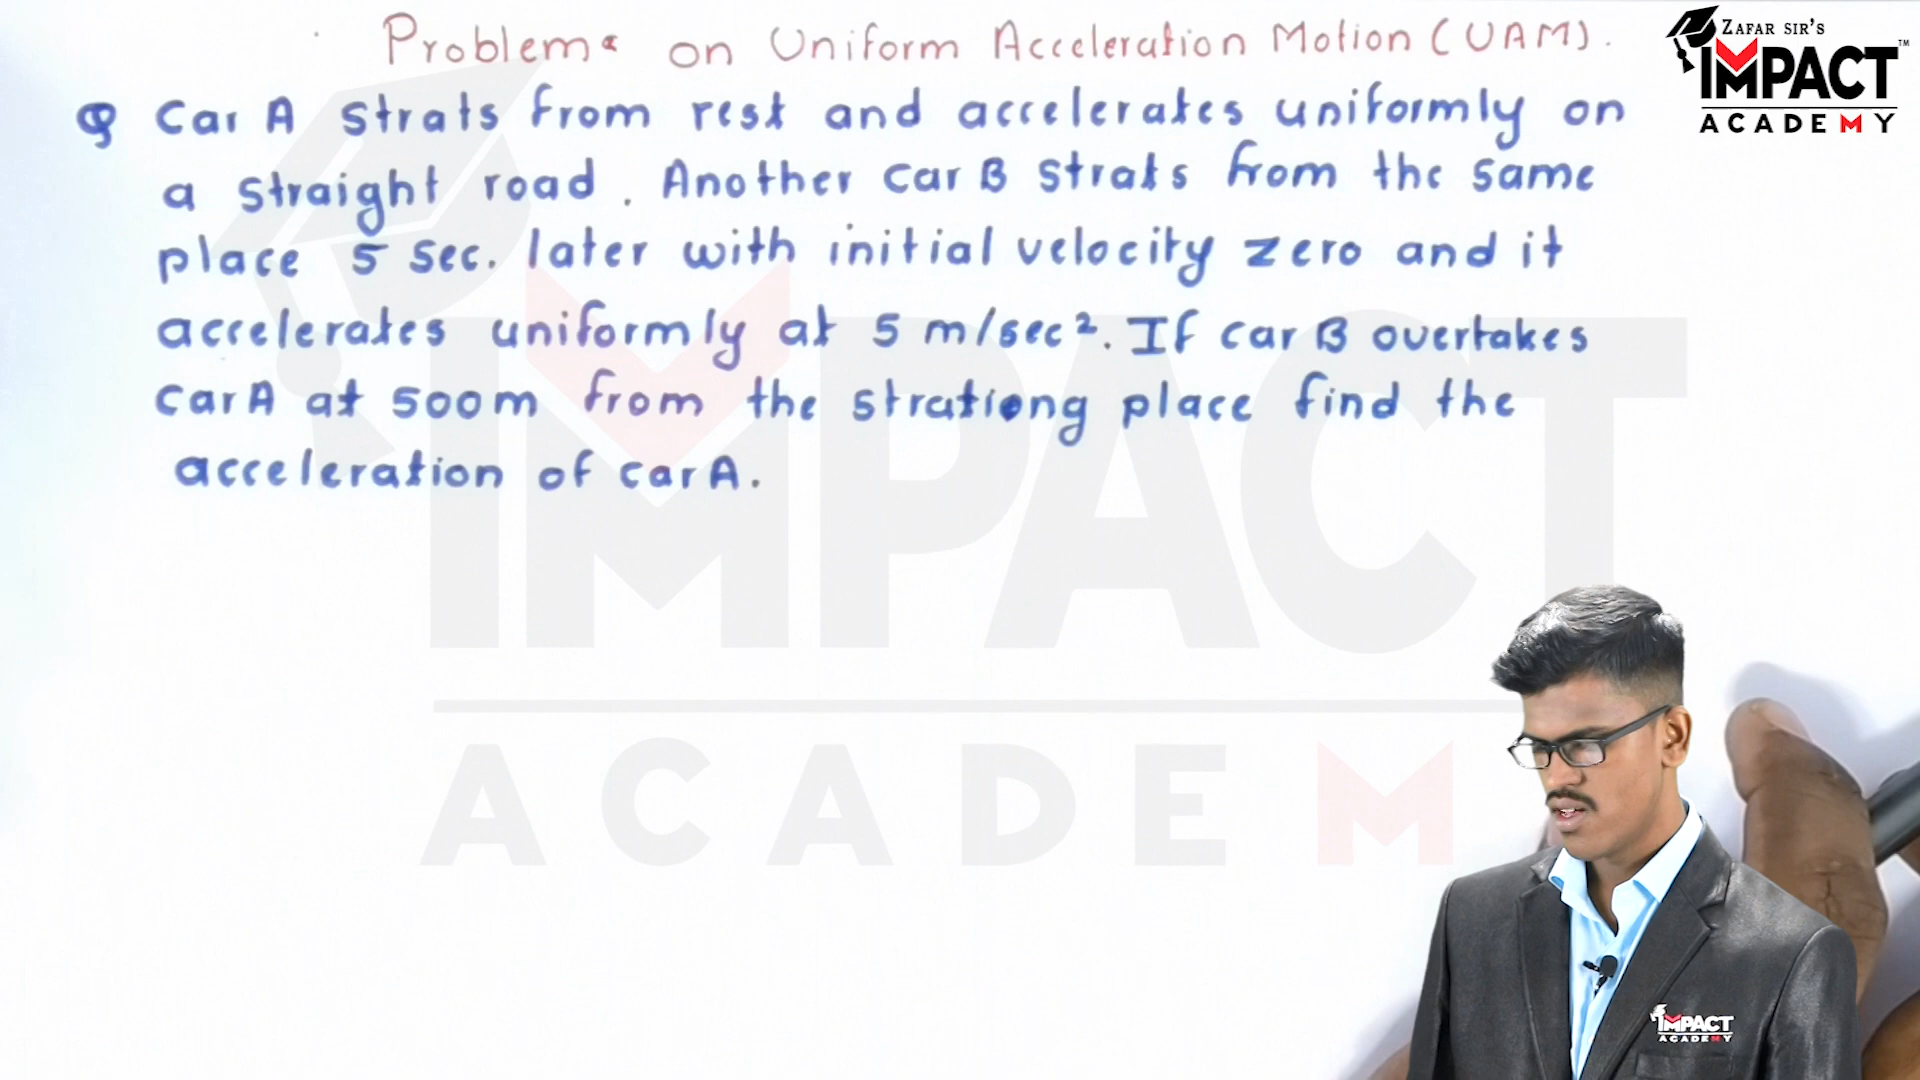 Problems on Uniform Acceleration Motion (UAM).
Q Car A Strats from rest and accelerates uniformly on
a straight road. Another car B strats from the same
place 5 sec. later with initial velocity zero and it
accelerates uniformly at 5 m/sec². If car B overtakes
car A at 500m from the strationg place find the
acceleration of car A.
ZAFAR SIR'S
IMPACT™
ACADEMY
IMPACT
ACADEMY
IMPACT
ACADEMY